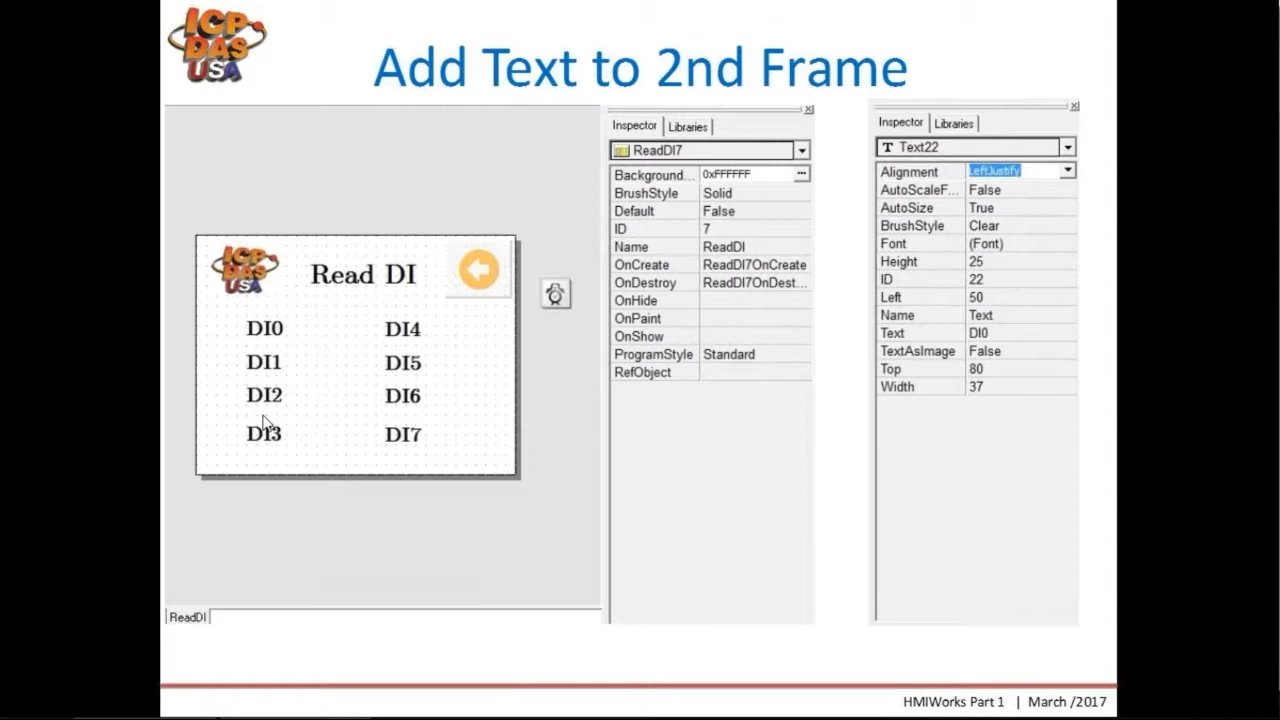 ICP
DAS
USA
Add Text to 2nd Frame
ICP
DAS
USA
Read DI
DI0 DI4
DI1 DI5
DI2 DI6
DI3 DI7
ReadDI
Inspector Libraries
ReadDI7
Background... 0xFFFFFF ...
BrushStyle Solid
Default False
ID 7
Name ReadDI
OnCreate ReadDI7OnCreate
OnDestroy ReadDI7OnDest...
OnHide
OnPaint
OnShow
ProgramStyle Standard
RefObject
Inspector Libraries
T Text22
Alignment LeftJustify
AutoScaleF... False
AutoSize True
BrushStyle Clear
Font (Font)
Height 25
ID 22
Left 50
Name Text
Text DI0
TextAsImage False
Top 80
Width 37
HMIWorks Part 1 | March /2017